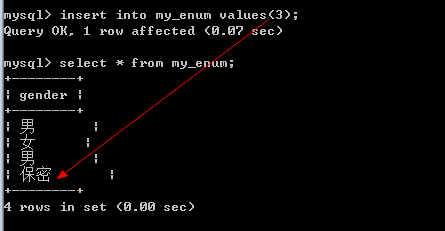 mysql> insert into my_enum values(3);
Query OK, 1 row affected (0.07 sec)
mysql> select * from my_enum;
+--------+
| gender |
+--------+
| 男 |
| 女 |
| 男 |
| 保密 |
+--------+
4 rows in set (0.00 sec)